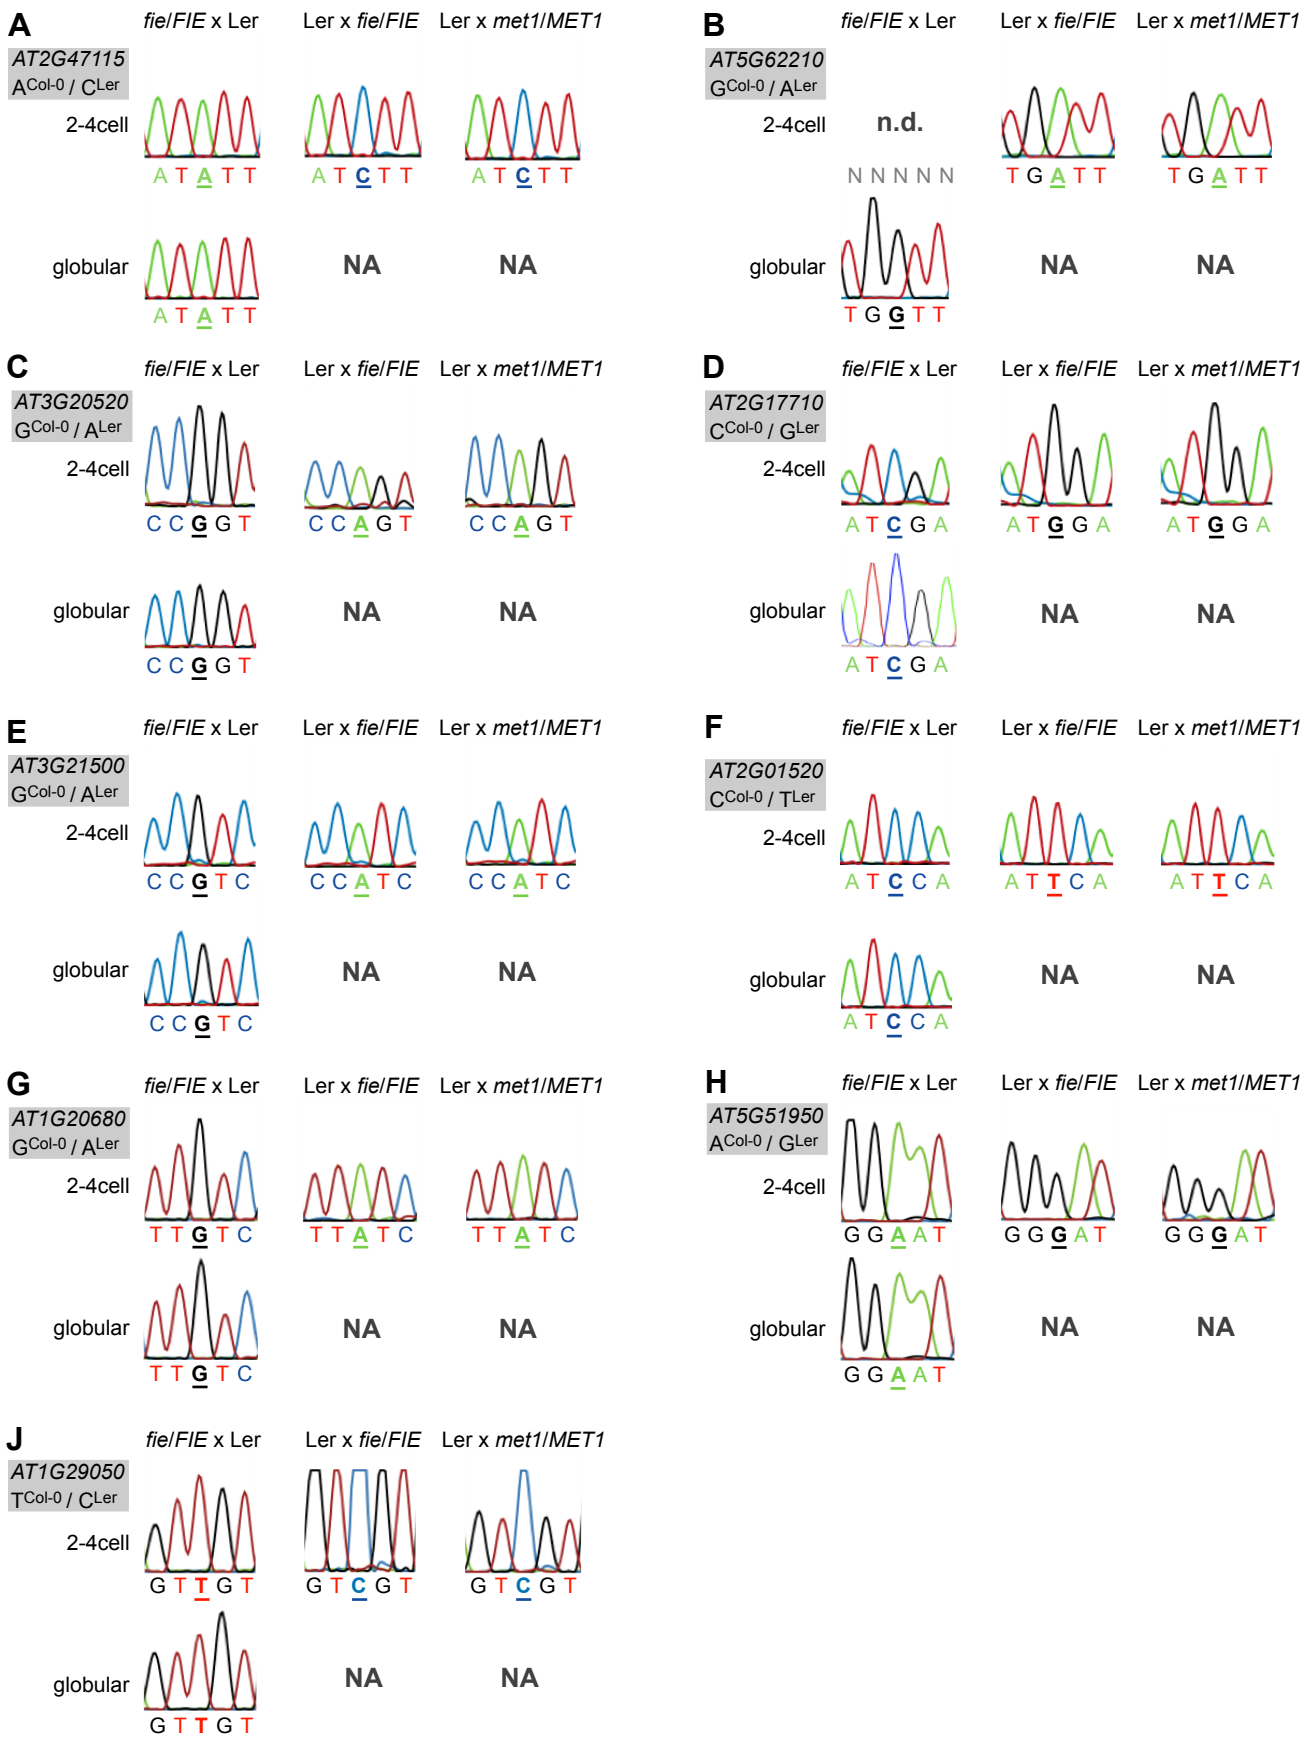 A
fie/FIE x Ler
Ler x fie/FIE
Ler x met1/MET1
AT2G47115
ACol-0 / CLer
2-4cell
A T A T T
A T C T T
A T C T T
globular
NA
NA
A T A T T
B
fie/FIE x Ler
Ler x fie/FIE
Ler x met1/MET1
AT5G62210
GCol-0 / ALer
2-4cell
n.d.
N N N N N
T G A T T
T G A T T
globular
NA
NA
T G G T T
C
fie/FIE x Ler
Ler x fie/FIE
Ler x met1/MET1
AT3G20520
GCol-0 / ALer
2-4cell
C C G G T
C C A G T
C C A G T
globular
NA
NA
C C G G T
D
fie/FIE x Ler
Ler x fie/FIE
Ler x met1/MET1
AT2G17710
CCol-0 / GLer
2-4cell
A T C G A
A T G G A
A T G G A
globular
NA
NA
A T C G A
E
fie/FIE x Ler
Ler x fie/FIE
Ler x met1/MET1
AT3G21500
GCol-0 / ALer
2-4cell
C C G T C
C C A T C
C C A T C
globular
NA
NA
C C G T C
F
fie/FIE x Ler
Ler x fie/FIE
Ler x met1/MET1
AT2G01520
CCol-0 / TLer
2-4cell
A T C C A
A T T C A
A T T C A
globular
NA
NA
A T C C A
G
fie/FIE x Ler
Ler x fie/FIE
Ler x met1/MET1
AT1G20680
GCol-0 / ALer
2-4cell
T T G T C
T T A T C
T T A T C
globular
NA
NA
T T G T C
H
fie/FIE x Ler
Ler x fie/FIE
Ler x met1/MET1
AT5G51950
ACol-0 / GLer
2-4cell
G G A A T
G G G A T
G G G A T
globular
NA
NA
G G A A T
J
fie/FIE x Ler
Ler x fie/FIE
Ler x met1/MET1
AT1G29050
TCol-0 / CLer
2-4cell
G T T G T
G T C G T
G T C G T
globular
NA
NA
G T T G T